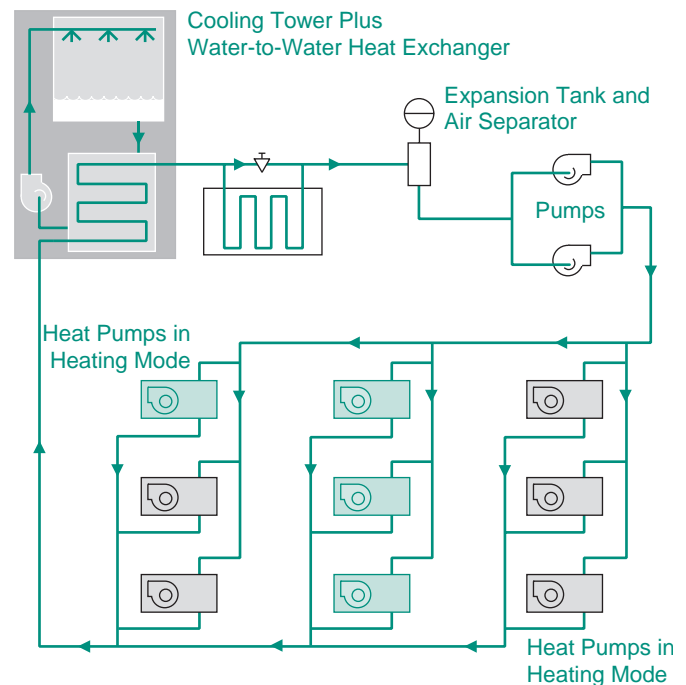 Cooling Tower Plus
Water-to-Water Heat Exchanger
Expansion Tank and
Air Separator
Pumps
Heat Pumps in
Heating Mode
Heat Pumps in
Heating Mode